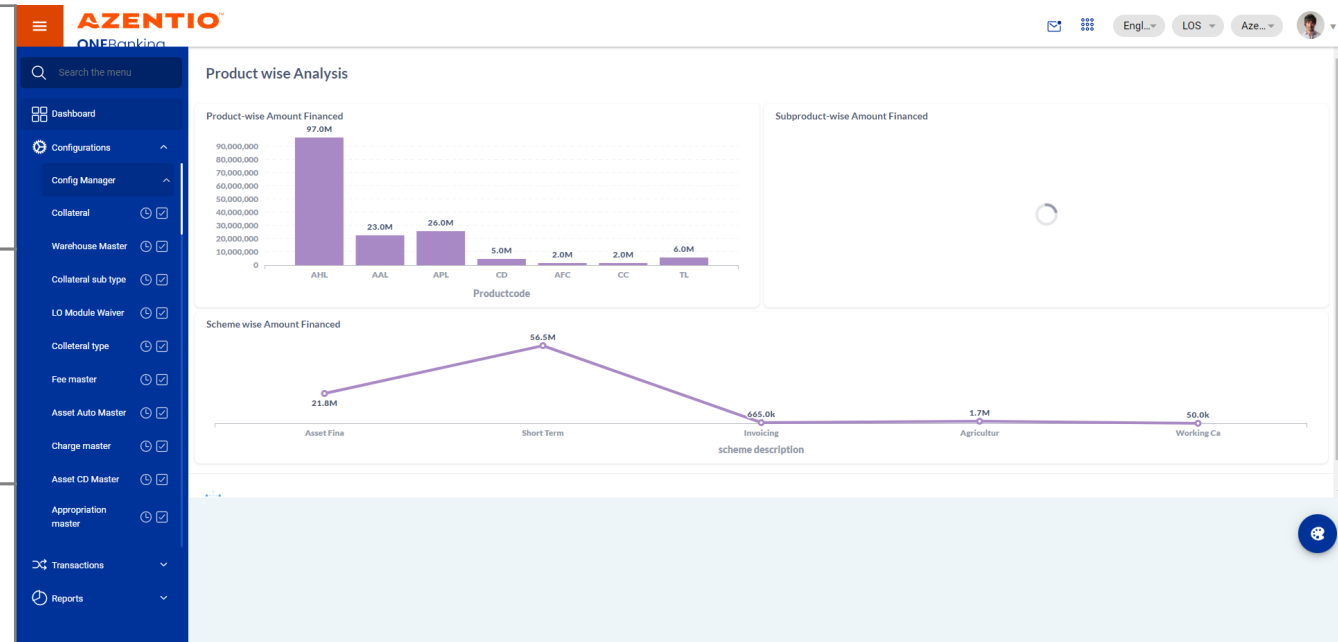 AZENTIO™
ONEBanking
Engl...
LOS
Aze...
Search the menu
Dashboard
Configurations
Config Manager
Collateral
Warehouse Master
Collateral sub type
LO Module Waiver
Colleteral type
Fee master
Asset Auto Master
Charge master
Asset CD Master
Appropriation
master
Transactions
Reports
Product wise Analysis
Product-wise Amount Financed
97.0M
90,000,000
80,000,000
70,000,000
60,000,000
50,000,000
40,000,000
30,000,000
20,000,000
10,000,000
0
23.0M
26.0M
5.0M
2.0M
2.0M
6.0M
AHL
AAL
APL
CD
AFC
CC
TL
Productcode
Subproduct-wise Amount Financed
Scheme wise Amount Financed
56.5M
21.8M
665.0k
1.7M
50.0k
Asset Fina
Short Term
Invoicing
Agricultur
Working Ca
scheme description